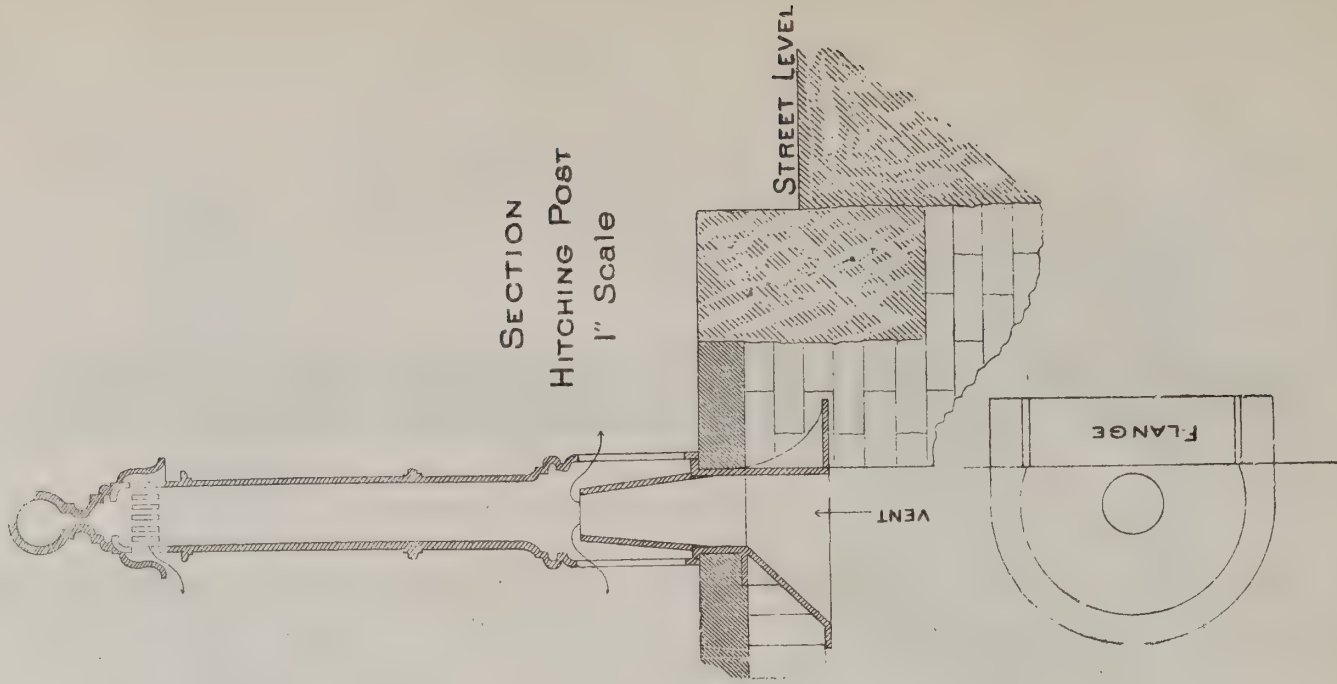 SECTION
HITCHING POST
1" Scale
STREET LEVEL
VENT
FLANGE